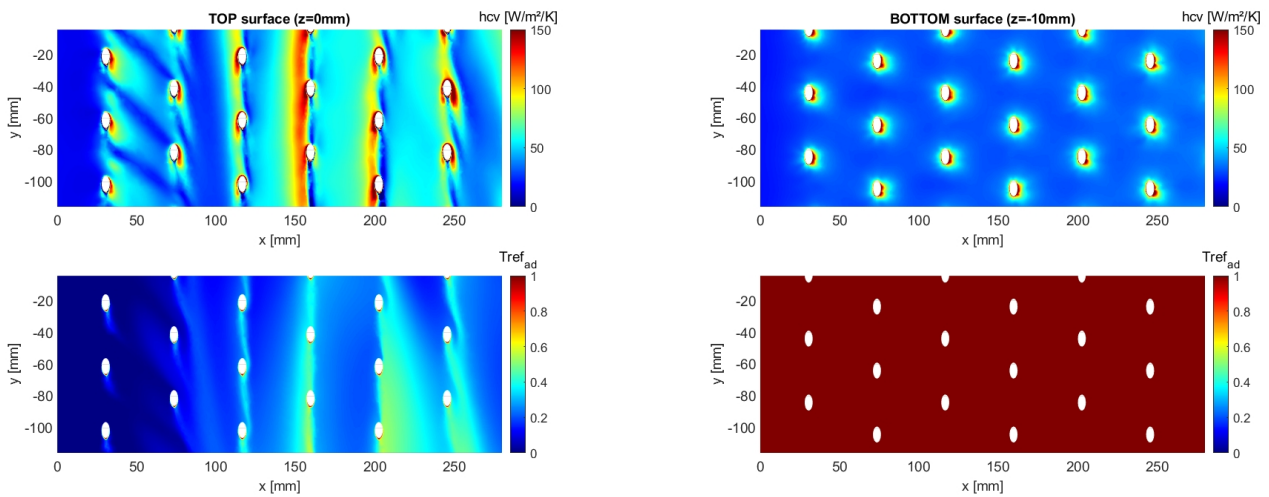 TOP surface (z=0mm)
hcv [W/m²/K]
150
100
50
0
-20
-40
-60
-80
-100
y [mm]
0 50 100 150 200 250
x [mm]
BOTTOM surface (z=-10mm)
hcv [W/m²/K]
150
100
50
0
-20
-40
-60
-80
-100
y [mm]
0 50 100 150 200 250
x [mm]
Tref_ad
1
0.8
0.6
0.4
0.2
0
-20
-40
-60
-80
-100
y [mm]
0 50 100 150 200 250
x [mm]
Tref_ad
1
0.8
0.6
0.4
0.2
0
-20
-40
-60
-80
-100
y [mm]
0 50 100 150 200 250
x [mm]